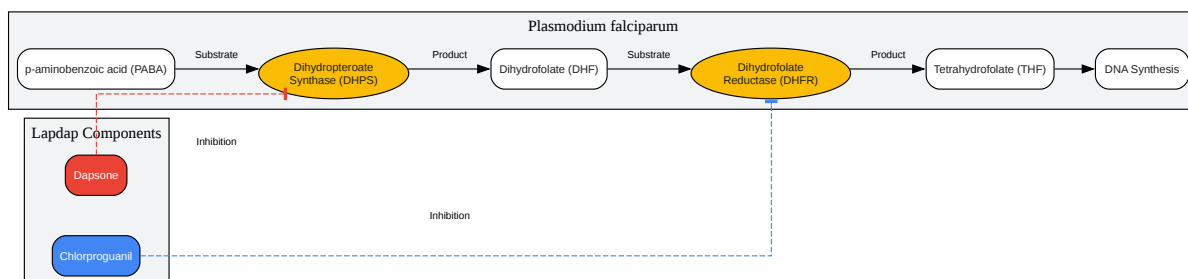 Plasmodium falciparum
p-aminobenzoic acid (PABA)
Substrate
Dihydropteroate
Synthase (DHPS)
Product
Dihydrofolate (DHF)
Substrate
Dihydrofolate
Reductase (DHFR)
Product
Tetrahydrofolate (THF)
DNA Synthesis
Lapdap Components
Inhibition
Dapsone
Inhibition
Chlorproguanil